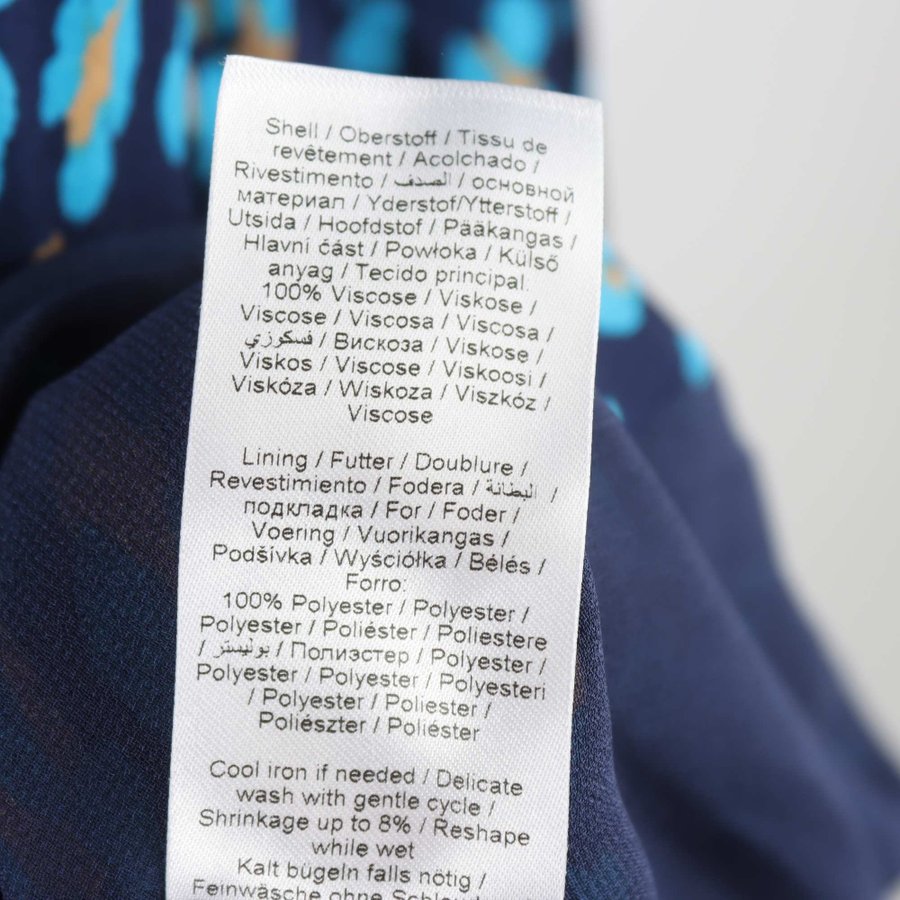 Shell / Oberstoff / Tissu de
revêtement / Acolchado /
Rivestimento / الصدف / основной
материал / Yderstof/Ytterstoff /
Utsida / Hoofdstof / Pääkangas /
Hlavní část / Powłoka / Külső
anyag / Tecido principal:
100% Viscose / Viskose /
Viscose / Viscosa / Viscosa /
فسكوزي / Вискоза / Viskose /
Viskos / Viscose / Viskoosi /
Viskóza / Wiskoza / Viszkóz /
Viscose
Lining / Futter / Doublure /
Revestimiento / Fodera / البطانة /
подкладка / For / Foder /
Voering / Vuorikangas /
Podšívka / Wyściółka / Bélés /
Forro:
100% Polyester / Polyester /
Polyester / Poliéster / Poliestere
/ بوليستر / Полиэстер / Polyester /
Polyester / Polyester / Polyesteri
/ Polyester / Poliester /
Poliészter / Poliéster
Cool iron if needed / Delicate
wash with gentle cycle /
Shrinkage up to 8% / Reshape
while wet
Kalt bügeln falls nötig /
Feinwäsche ohne